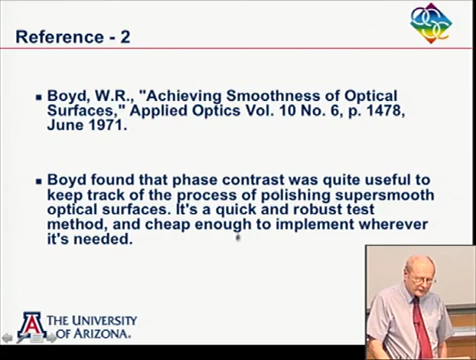 Reference - 2
Boyd, W.R., "Achieving Smoothness of Optical
Surfaces," Applied Optics Vol. 10 No. 6, p. 1478,
June 1971.
Boyd found that phase contrast was quite useful to
keep track of the process of polishing supersmooth
optical surfaces. It's a quick and robust test
method, and cheap enough to implement wherever
it's needed.
A
THE UNIVERSITY
OF ARIZONA.